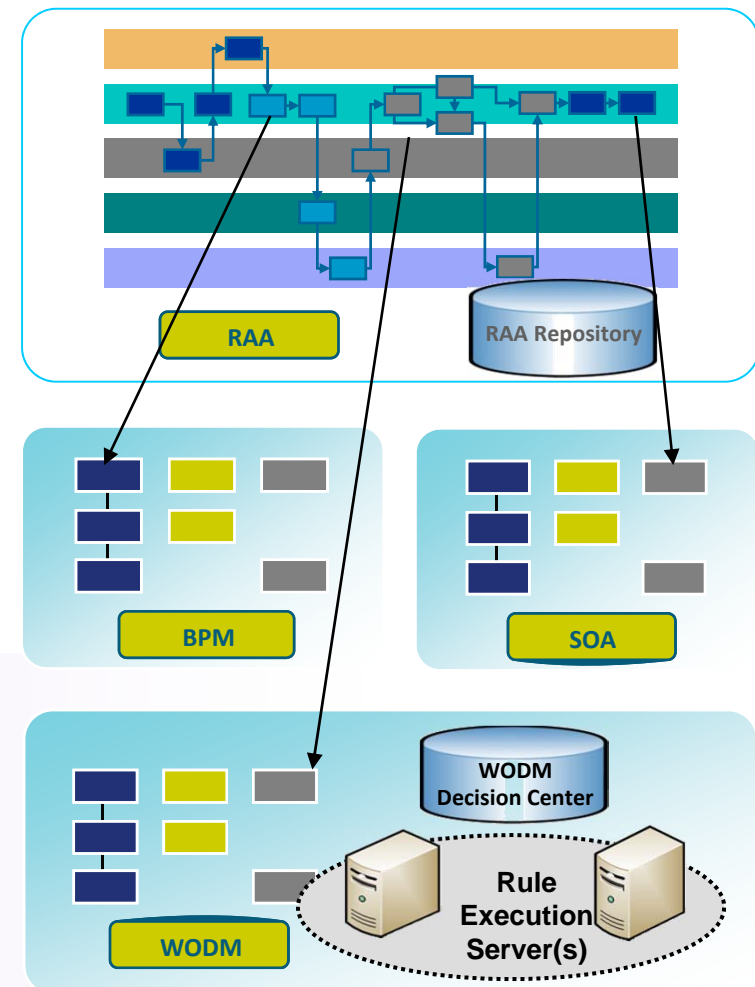 RAA
RAA Repository
BPM
SOA
WODM
Decision Center
Rule
Execution
Server(s)
WODM